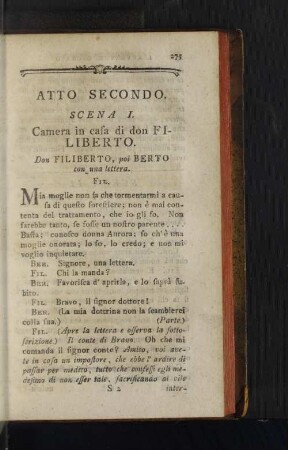 275
ATTO SECONDO.
SCENA I.
Camera in casa di don FI-
LIBERTO.
Don FILIBERTO, poi BERTO
con una lettera.
FIL.
Mia moglie non fa che tormentarmi a cau-
sa di questo forestiere; non è mai con-
tenta del trattamento, che io gli fo. Non
farebbe tanto, se fosse un nostro parente....
Basta: conosco donna Aurora; so ch'è una
moglie onorata; lo so, lo credo; e non mi
voglio inquietare.
BER. Signore, una lettera.
FIL. Chi la manda?
BER. Favorisca d'aprirla, e lo saprà su-
bito.
FIL. Bravo, il signor dottore!
BER. (La mia dottrina non la scambierei
colla sua.) (Parte.)
FIL. (Apre la lettera e osserva la sotto-
scrizione.) Il conte di Brano. Oh che mi
comanda il signor conte? Amico, voi ave-
te in casa un impostore, che ebbe l'ardire di
passar per medico, tutto che confessi egli me-
desimo di non esser tale, sacrificando al vile
S 2 inter-